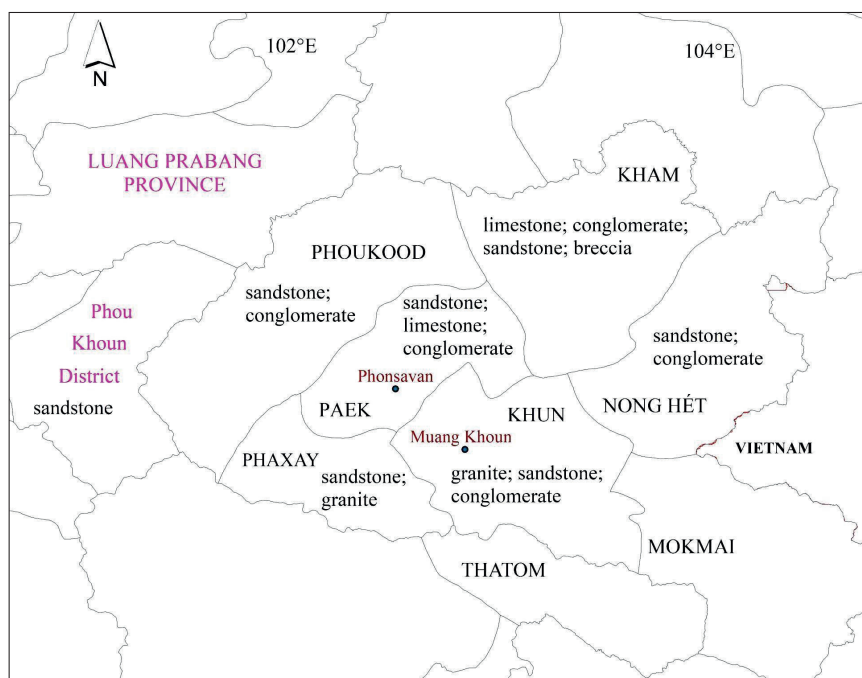 102°E
104°E
N
LUANG PRABANG
PROVINCE
KHAM
limestone; conglomerate;
sandstone; breccia
PHOUKOOD
sandstone;
conglomerate
sandstone;
limestone;
conglomerate
Phonsavan
PAEK
Phou
Khoun
District
sandstone
sandstone;
conglomerate
NONG HÉT
KHUN
Muang Khoun
granite; sandstone;
conglomerate
VIETNAM
PHAXAY
sandstone;
granite
MOKMAI
THATOM